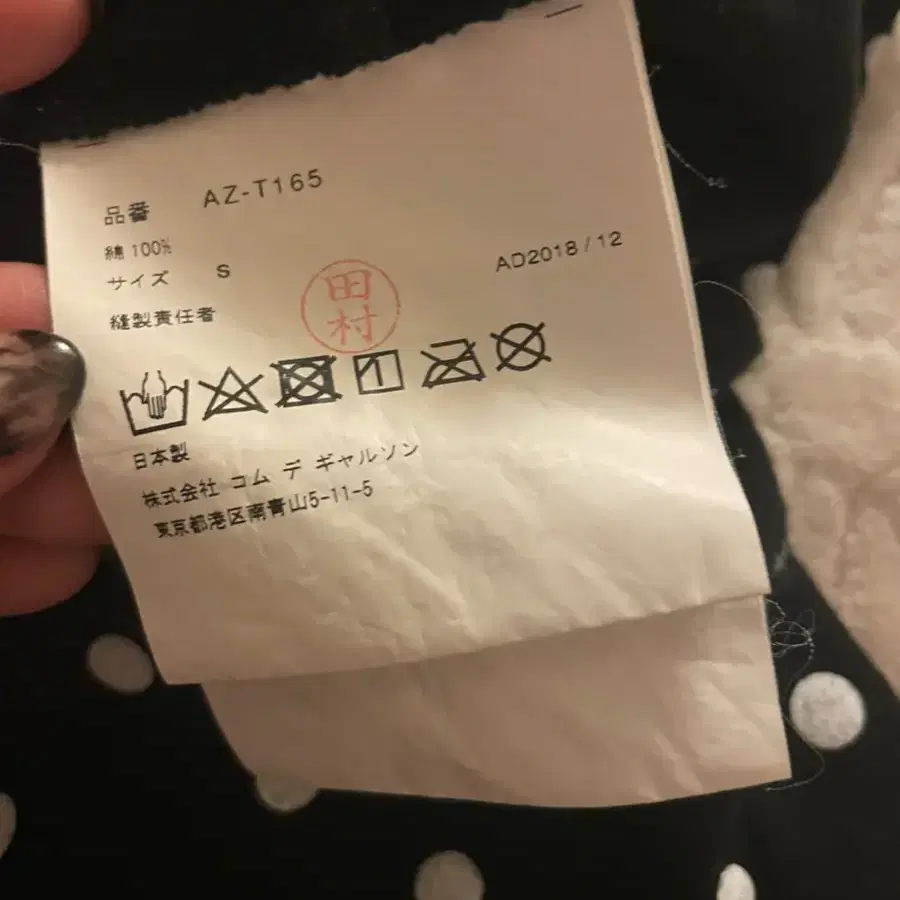 品番 AZ-T165
綿 100%
サイズ S
AD2018/12
縫製責任者
田村
日本製
株式会社 コム デ ギャルソン
東京都港区南青山5-11-5